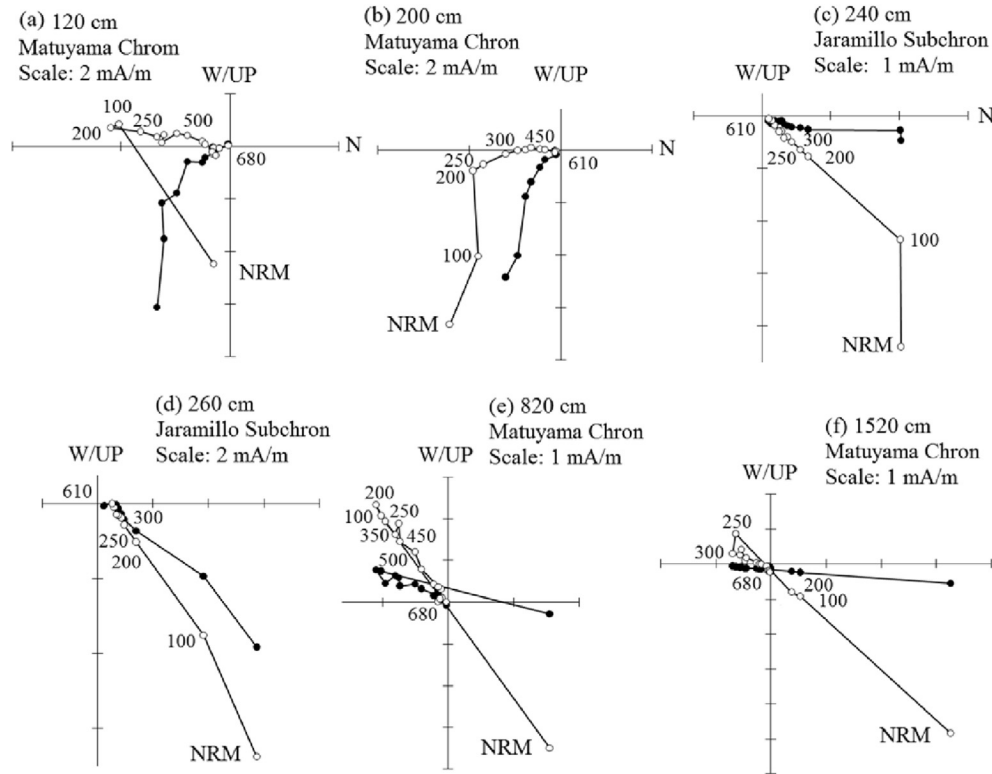 (a) 120 cm
Matuyama Chrom
Scale: 2 mA/m
W/UP
N
100
200
250
500
680
NRM
(b) 200 cm
Matuyama Chron
Scale: 2 mA/m
W/UP
N
300
450
250
200
610
100
NRM
(c) 240 cm
Jaramillo Subchron
Scale: 1 mA/m
W/UP
N
610
300
250
200
100
NRM
(d) 260 cm
Jaramillo Subchron
Scale: 2 mA/m
W/UP
610
300
250
200
100
NRM
(e) 820 cm
Matuyama Chron
Scale: 1 mA/m
W/UP
200
100
250
350
450
500
680
NRM
(f) 1520 cm
Matuyama Chron
Scale: 1 mA/m
W/UP
250
300
680
200
100
NRM